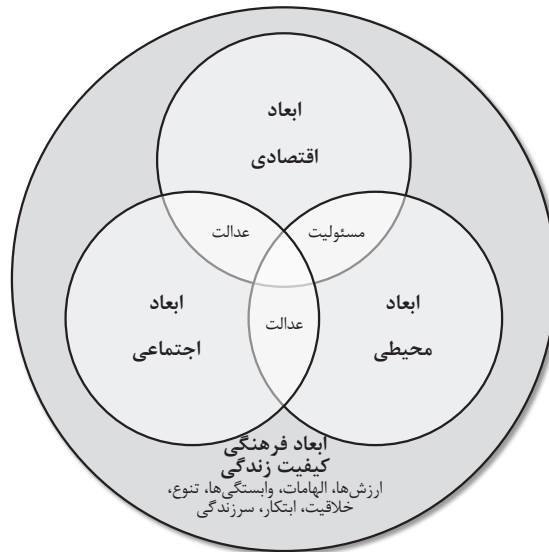 ابعاد
اقتصادی
عدالت
مسئولیت
ابعاد
اجتماعی
عدالت
ابعاد
محیطی
ابعاد فرهنگی
کیفیت زندگی
ارزش‌ها، الهامات، وابستگی‌ها، تنوع،
خلاقیت، ابتکار، سرزندگی